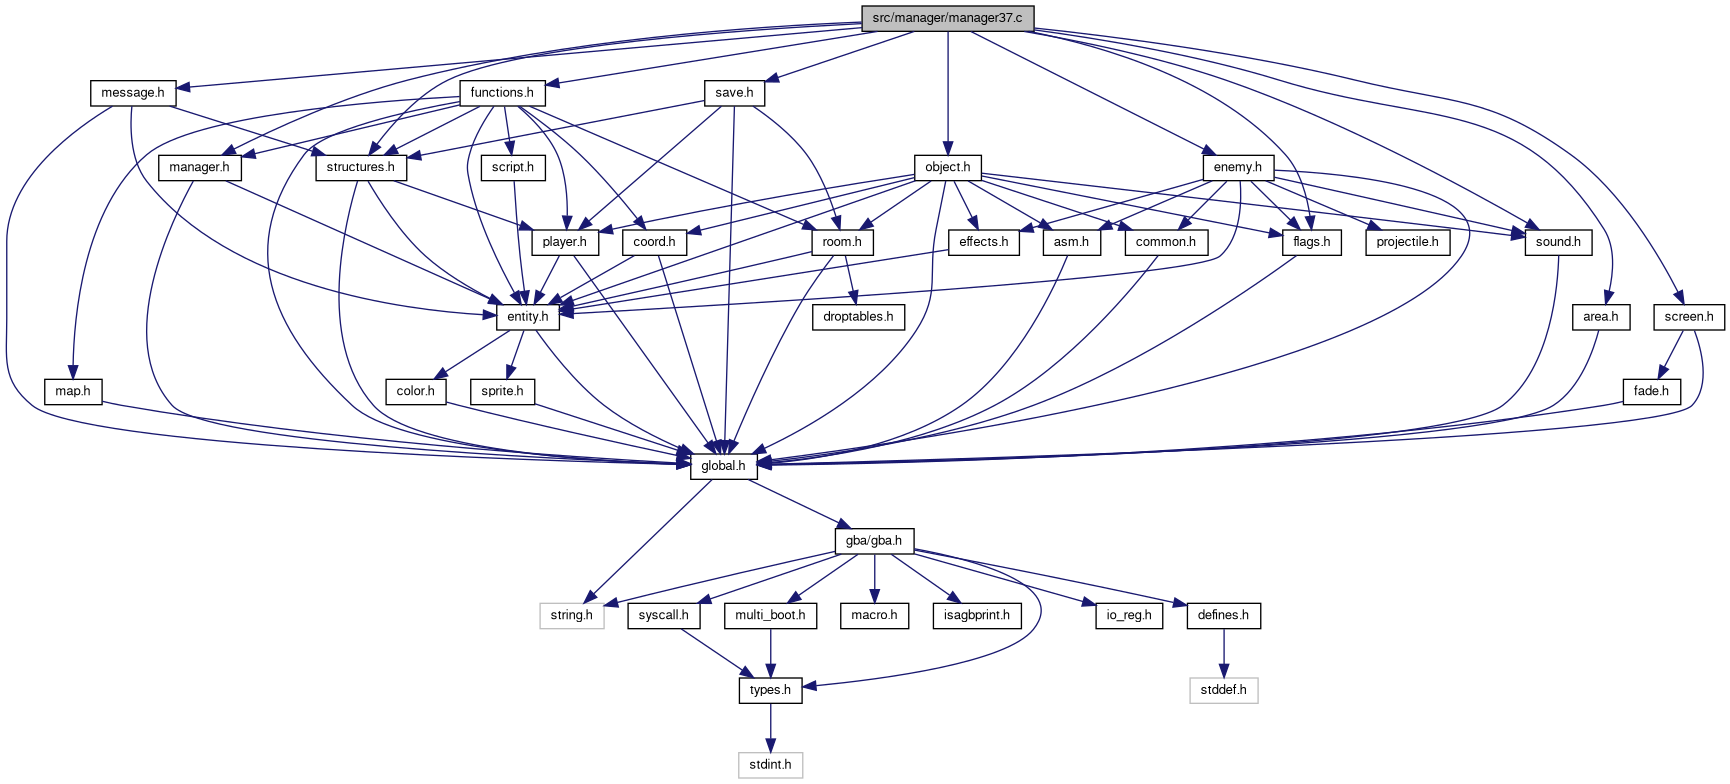 src/manager/manager37.c
message.h
functions.h
save.h
manager.h
structures.h
script.h
object.h
enemy.h
player.h
coord.h
room.h
effects.h
asm.h
common.h
flags.h
projectile.h
sound.h
entity.h
droptables.h
area.h
screen.h
map.h
color.h
sprite.h
fade.h
global.h
gba/gba.h
string.h
syscall.h
multi_boot.h
macro.h
isagbprint.h
io_reg.h
defines.h
types.h
stddef.h
stdint.h